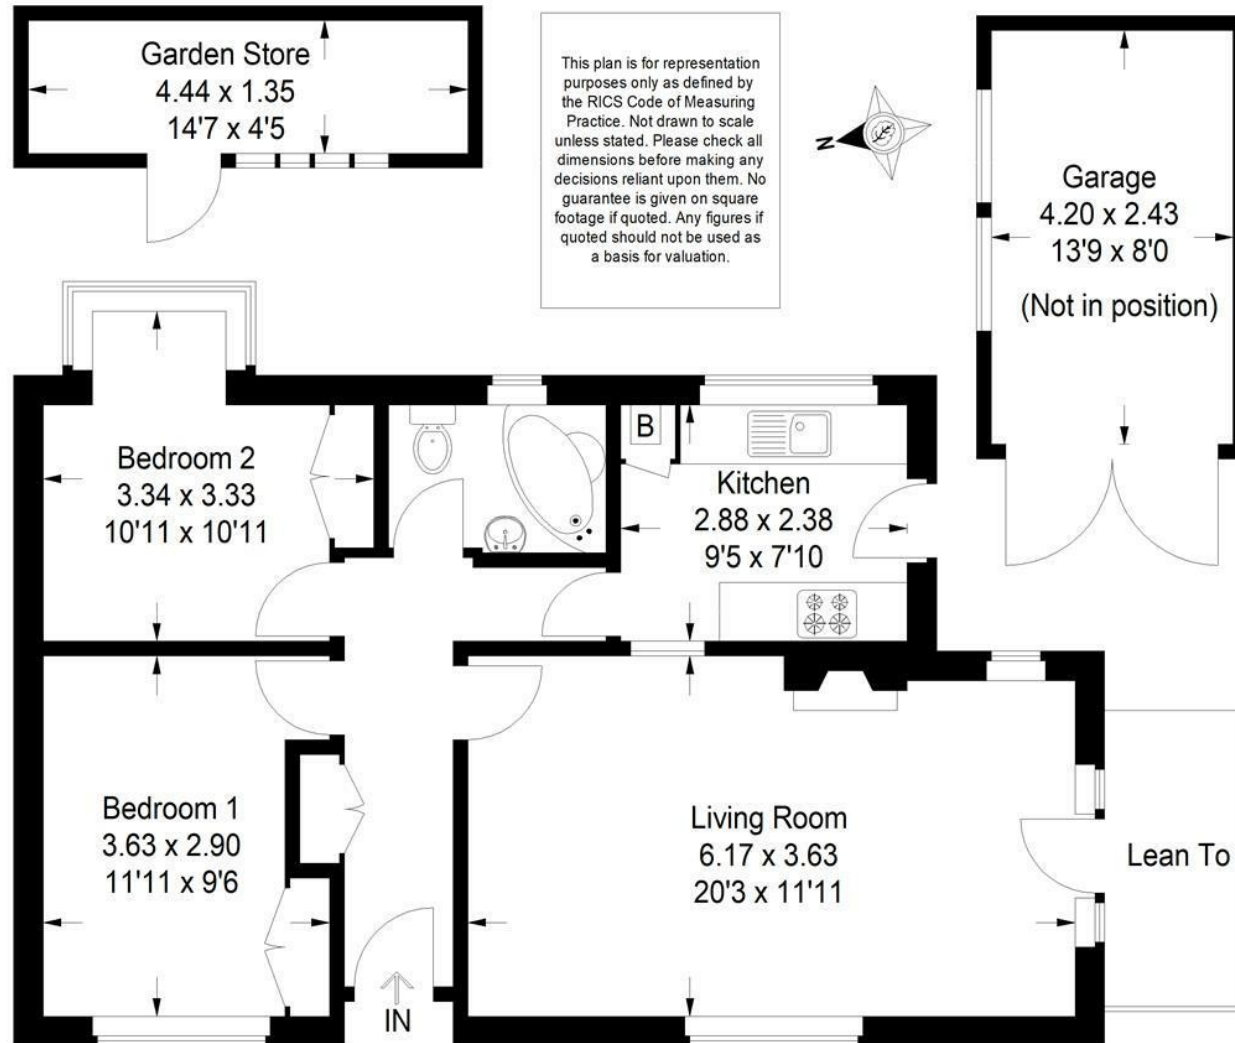 Garden Store
4.44 x 1.35
14'7 x 4'5
This plan is for representation
purposes only as defined by
the RICS Code of Measuring
Practice. Not drawn to scale
unless stated. Please check all
dimensions before making any
decisions reliant upon them. No
guarantee is given on square
footage if quoted. Any figures if
quoted should not be used as
a basis for valuation.
N
Garage
4.20 x 2.43
13'9 x 8'0
(Not in position)
Bedroom 2
3.34 x 3.33
10'11 x 10'11
B
Kitchen
2.88 x 2.38
9'5 x 7'10
Bedroom 1
3.63 x 2.90
11'11 x 9'6
Living Room
6.17 x 3.63
20'3 x 11'11
Lean To
IN